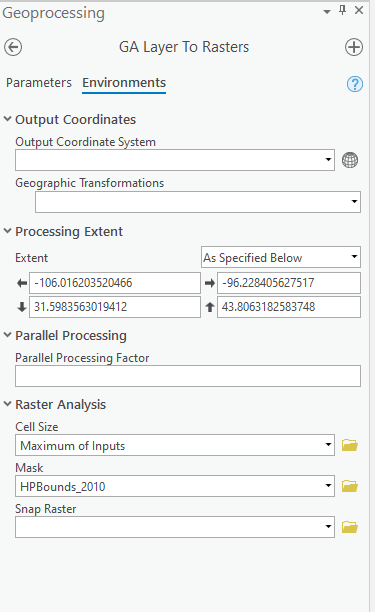 Geoprocessing
GA Layer To Rasters
Parameters Environments
Output Coordinates
Output Coordinate System
Geographic Transformations
Processing Extent
Extent As Specified Below
-106.016203520466 -96.228405627517
31.5983563019412 43.8063182583748
Parallel Processing
Parallel Processing Factor
Raster Analysis
Cell Size
Maximum of Inputs
Mask
HPBounds_2010
Snap Raster